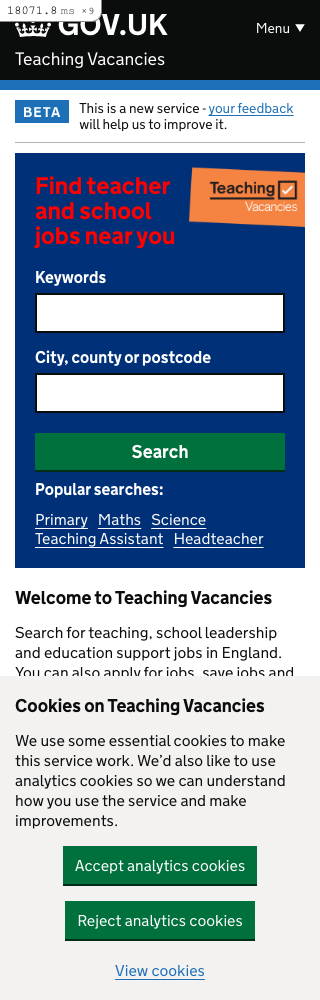 18071.8 ms ×9
GOV.UK
Menu ▼
Teaching Vacancies
BETA
This is a new service - your feedback
will help us to improve it.
Find teacher
and school
jobs near you
Teaching
Vacancies
Keywords
City, county or postcode
Search
Popular searches:
Primary Maths Science
Teaching Assistant Headteacher
Welcome to Teaching Vacancies
Search for teaching, school leadership
and education support jobs in England.
You can also apply for jobs, save jobs and
Cookies on Teaching Vacancies
We use some essential cookies to make
this service work. We’d also like to use
analytics cookies so we can understand
how you use the service and make
improvements.
Accept analytics cookies
Reject analytics cookies
View cookies